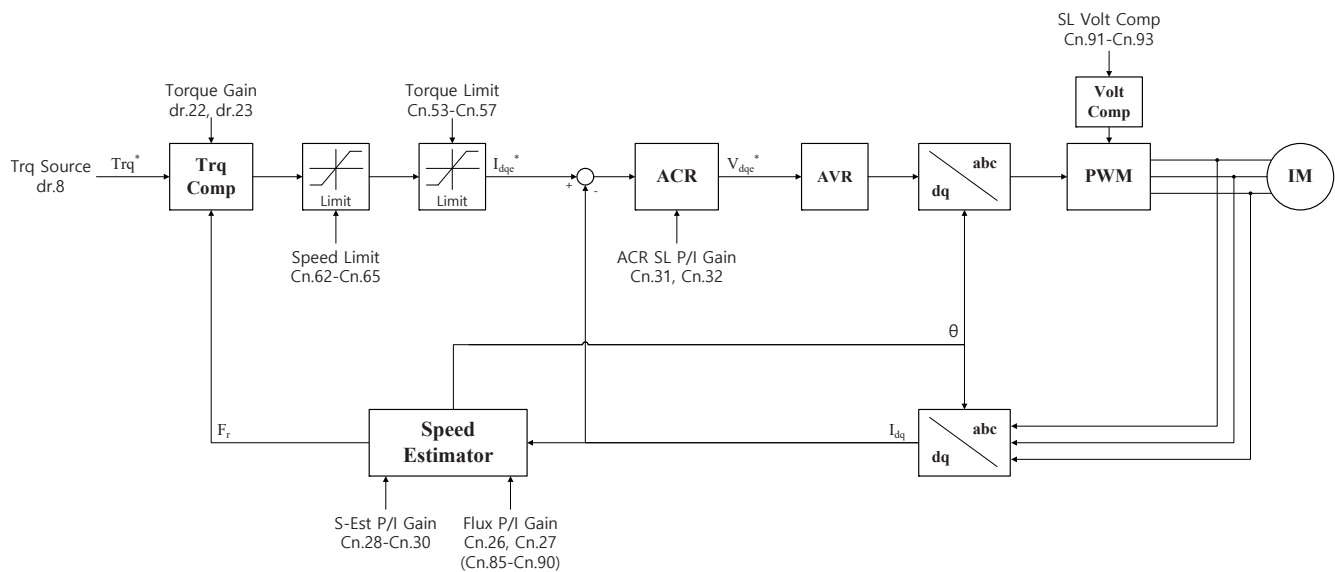 SL Volt Comp
Cn.91-Cn.93
Torque Gain
dr.22, dr.23
Torque Limit
Cn.53-Cn.57
Volt
Comp
Trq Source
dr.8
Trq*
Trq
Comp
Limit
Limit
Idqe*
+
-
ACR
Vdqe*
AVR
abc
dq
PWM
IM
Speed Limit
Cn.62-Cn.65
ACR SL P/I Gain
Cn.31, Cn.32
θ
Fr
Speed
Estimator
Idq
abc
dq
S-Est P/I Gain
Cn.28-Cn.30
Flux P/I Gain
Cn.26, Cn.27
(Cn.85-Cn.90)